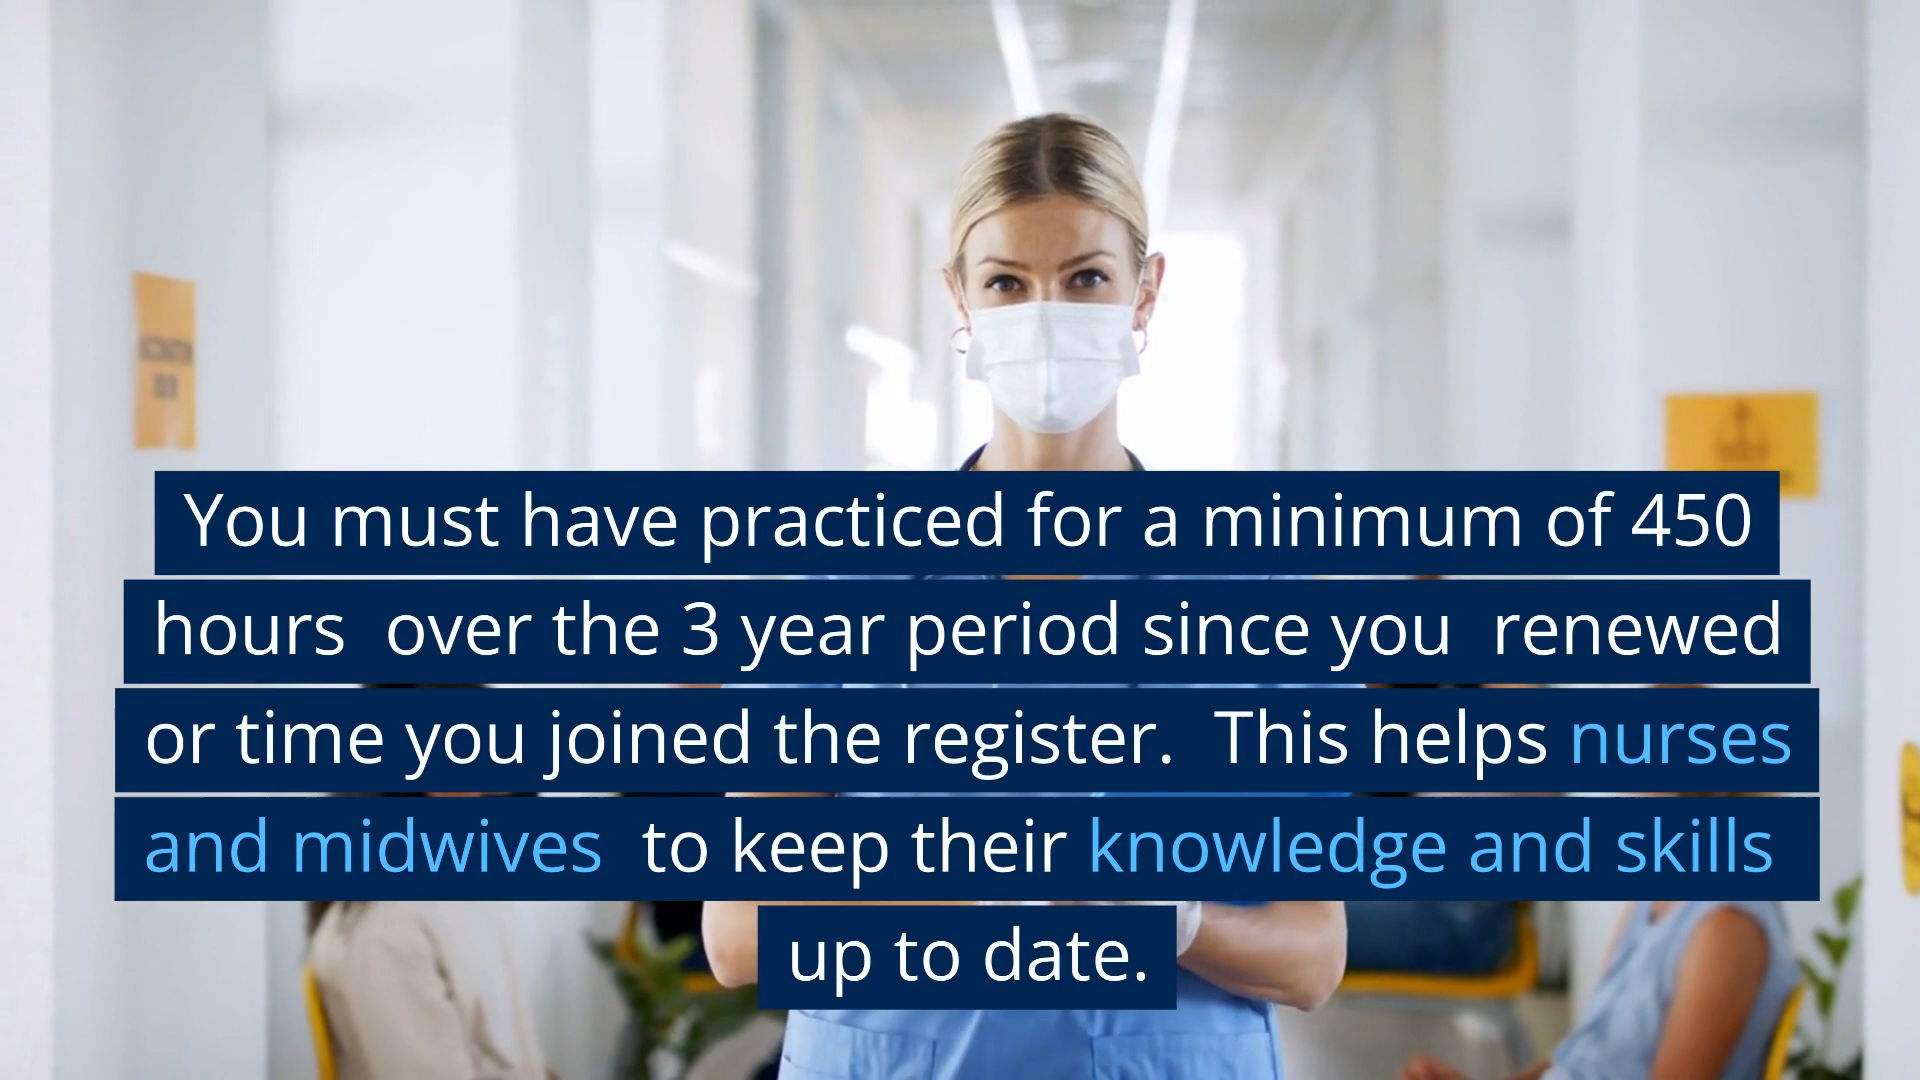 You must have practiced for a minimum of 450
hours  over the 3 year period since you  renewed
or time you joined the register.  This helps nurses
and midwives  to keep their knowledge and skills
up to date.